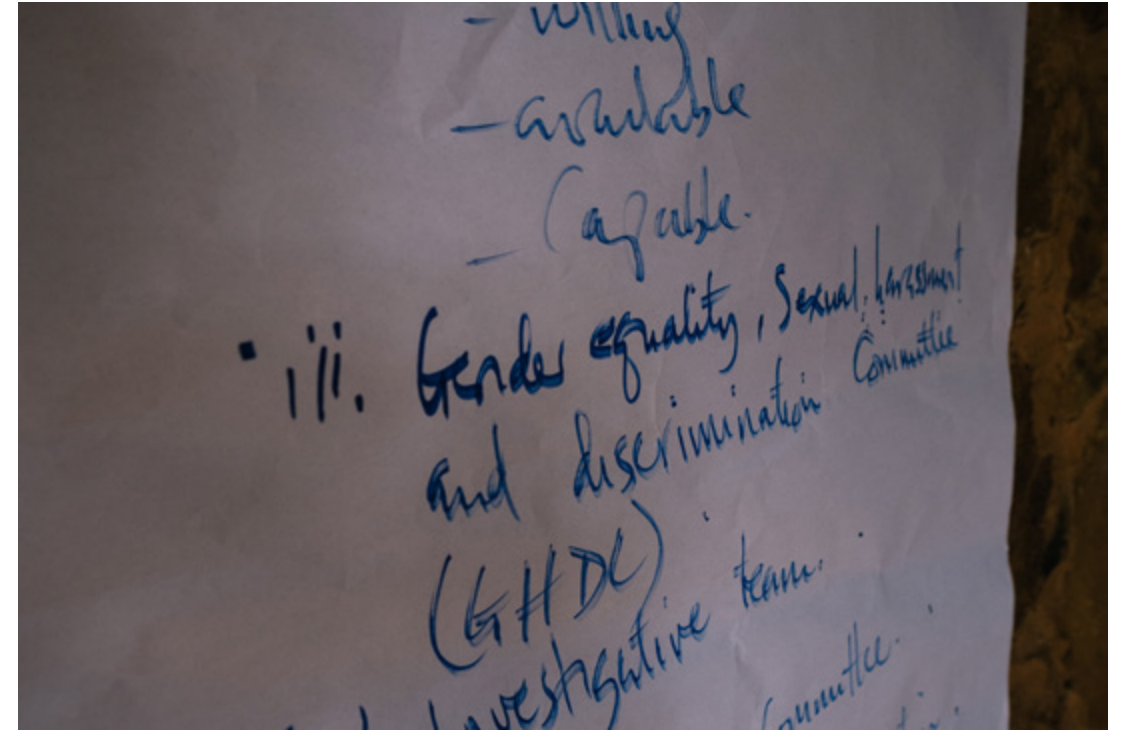 - willing
- available
- Capable.
iii. Gender equality, Sexual harassment
and discrimination Committee
(GHDC)
investigative team.
Committee.